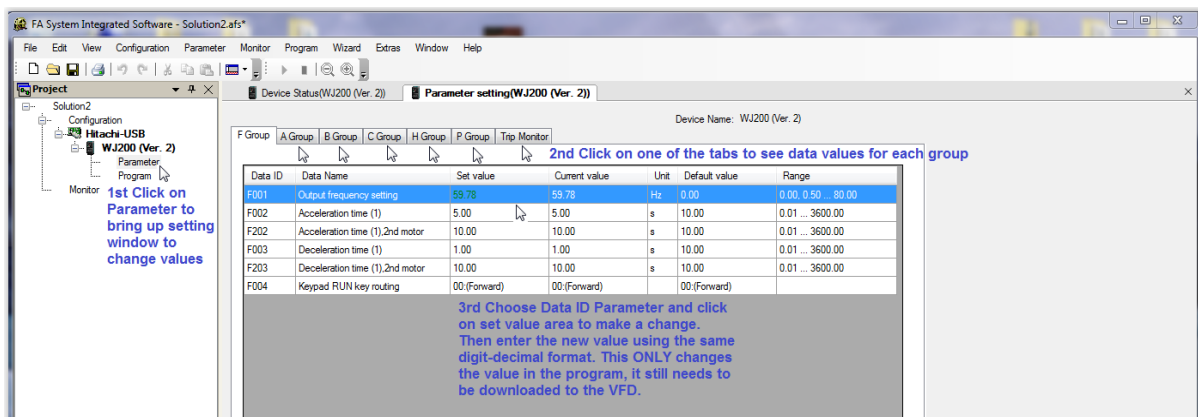 FA System Integrated Software - Solution2.afs*
File Edit View Configuration Parameter Monitor Program Wizard Extras Window Help
Project
Device Status(WJ200 (Ver. 2)) Parameter setting(WJ200 (Ver. 2))
Solution2
Configuration
Hitachi-USB
WJ200 (Ver. 2)
Parameter
Program
Monitor
1st Click on
Parameter to
bring up setting
window to
change values
Device Name: WJ200 (Ver. 2)
F Group A Group B Group C Group H Group P Group Trip Monitor
2nd Click on one of the tabs to see data values for each group
Data ID Data Name Set value Current value Unit Default value Range
F001 Output frequency setting 59.78 59.78 Hz 0.00 0.00, 0.50 ... 80.00
F002 Acceleration time (1) 5.00 5.00 s 10.00 0.01 ... 3600.00
F202 Acceleration time (1),2nd motor 10.00 10.00 s 10.00 0.01 ... 3600.00
F003 Deceleration time (1) 1.00 1.00 s 10.00 0.01 ... 3600.00
F203 Deceleration time (1),2nd motor 10.00 10.00 s 10.00 0.01 ... 3600.00
F004 Keypad RUN key routing 00:(Forward) 00:(Forward) 00:(Forward)
3rd Choose Data ID Parameter and click
on set value area to make a change.
Then enter the new value using the same
digit-decimal format. This ONLY changes
the value in the program, it still needs to
be downloaded to the VFD.